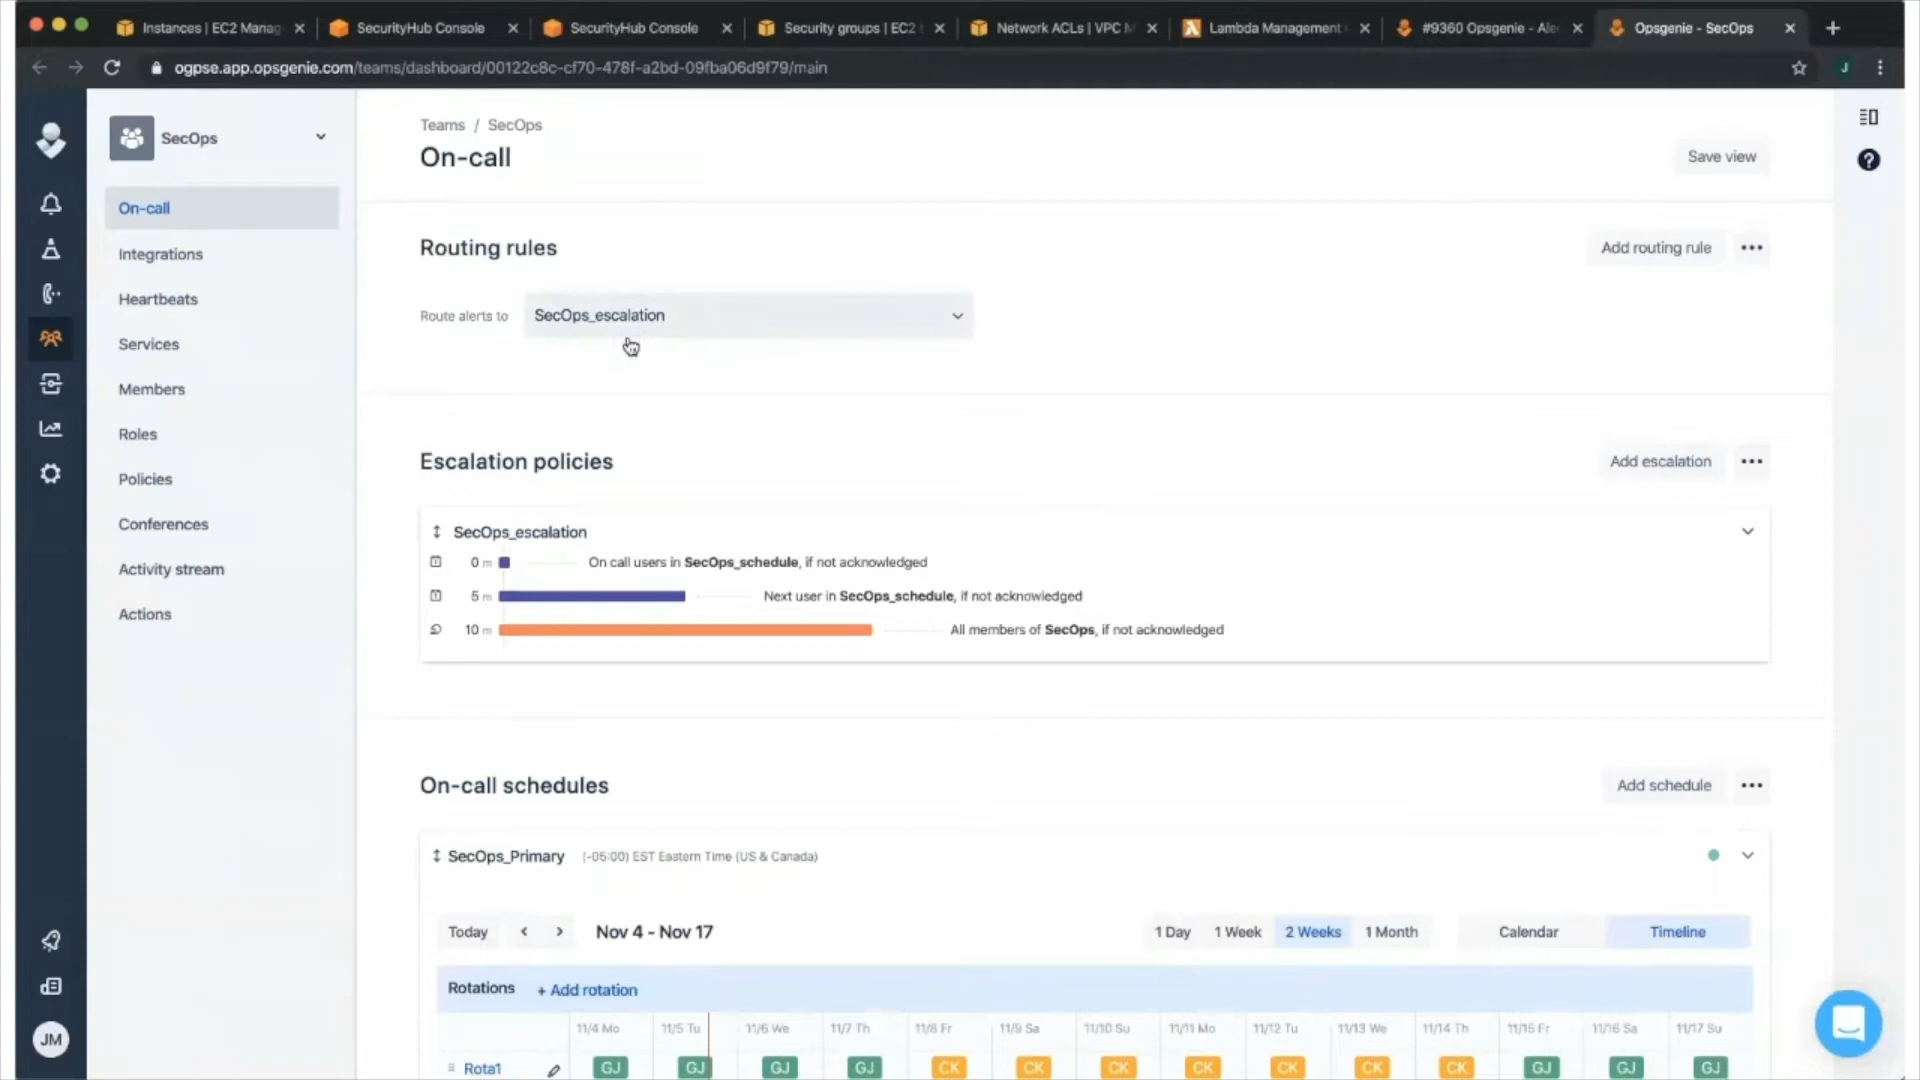 Instances | EC2 Manag
SecurityHub Console
SecurityHub Console
Security groups | EC2
Network ACLs | VPC M
Lambda Management
#9360 Opsgenie - Ale
Opsgenie - SecOps
ogpse.app.opsgenie.com/teams/dashboard/00122c8c-cf70-478f-a2bd-09fba06d9f79/main
J
SecOps
On-call
Integrations
Heartbeats
Services
Members
Roles
Policies
Conferences
Activity stream
Actions
JM
Teams / SecOps
On-call
Save view
Routing rules
Add routing rule
Route alerts to SecOps_escalation
Escalation policies
Add escalation
SecOps_escalation
0 m On call users in SecOps_schedule, if not acknowledged
5 m Next user in SecOps_schedule, if not acknowledged
10 m All members of SecOps, if not acknowledged
On-call schedules
Add schedule
SecOps_Primary (-05:00) EST Eastern Time (US & Canada)
Today < > Nov 4 - Nov 17
1 Day 1 Week 2 Weeks 1 Month
Calendar Timeline
Rotations + Add rotation
11/4 Mo 11/5 Tu 11/6 We 11/7 Th 11/8 Fr 11/9 Sa 11/10 Su 11/11 Mo 11/12 Tu 11/13 We 11/14 Th 11/15 Fr 11/16 Sa 11/17 Su
Rota1 GJ GJ GJ GJ CK CK CK CK CK CK CK GJ GJ GJ